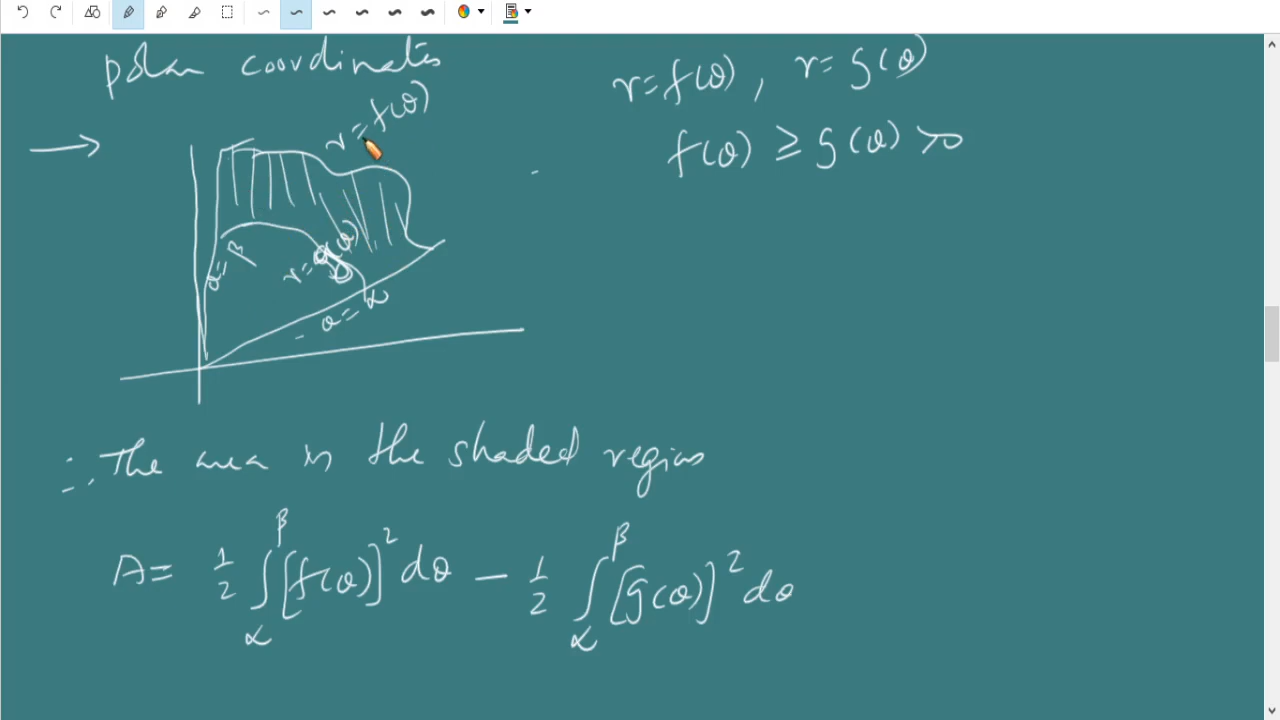 polar coordinates
r = f(θ), r = g(θ)
f(θ) ≥ g(θ) > 0
r = f(θ)
θ = β
r = g(θ)
θ = α
∴ The area in the shaded region
A = 1/2 ∫_α^β [f(θ)]² dθ − 1/2 ∫_α^β [g(θ)]² dθ